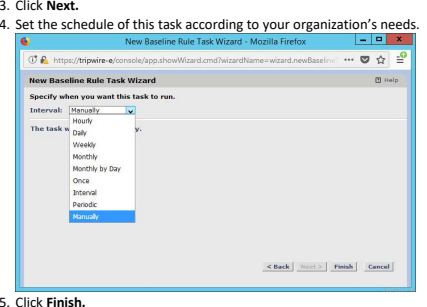 3. Click Next.
4. Set the schedule of this task according to your organization's needs.
New Baseline Rule Task Wizard - Mozilla Firefox
https://tripwire-e/console/app.showWizard.cmd?wizardName=wizard.newBaseline
New Baseline Rule Task Wizard
Help
Specify when you want this task to run.
Interval: Manually
Hourly
The task w y.
Daily
Weekly
Monthly
Monthly by Day
Once
Interval
Periodic
Manually
< Back Next > Finish Cancel
5. Click Finish.